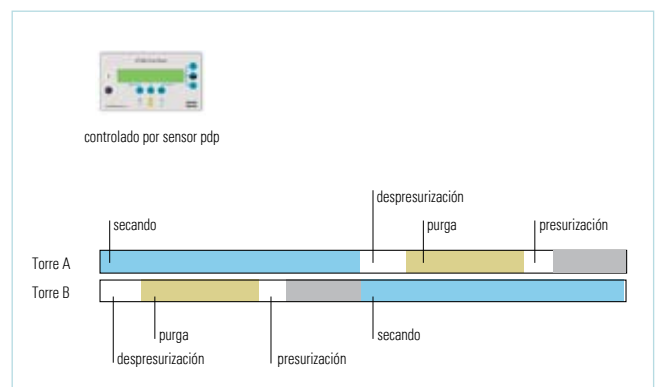 controlado por sensor pdp
despresurización
secando
purga
presurización
Torre A
Torre B
purga
secando
despresurización
presurización